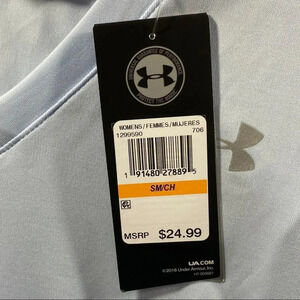 WOMENS/FEMMES/MUJERES
1299590 706
1 91480 27889 5
SM/CH
MSRP $24.99
UA.COM
©2018 Under Armour, Inc.